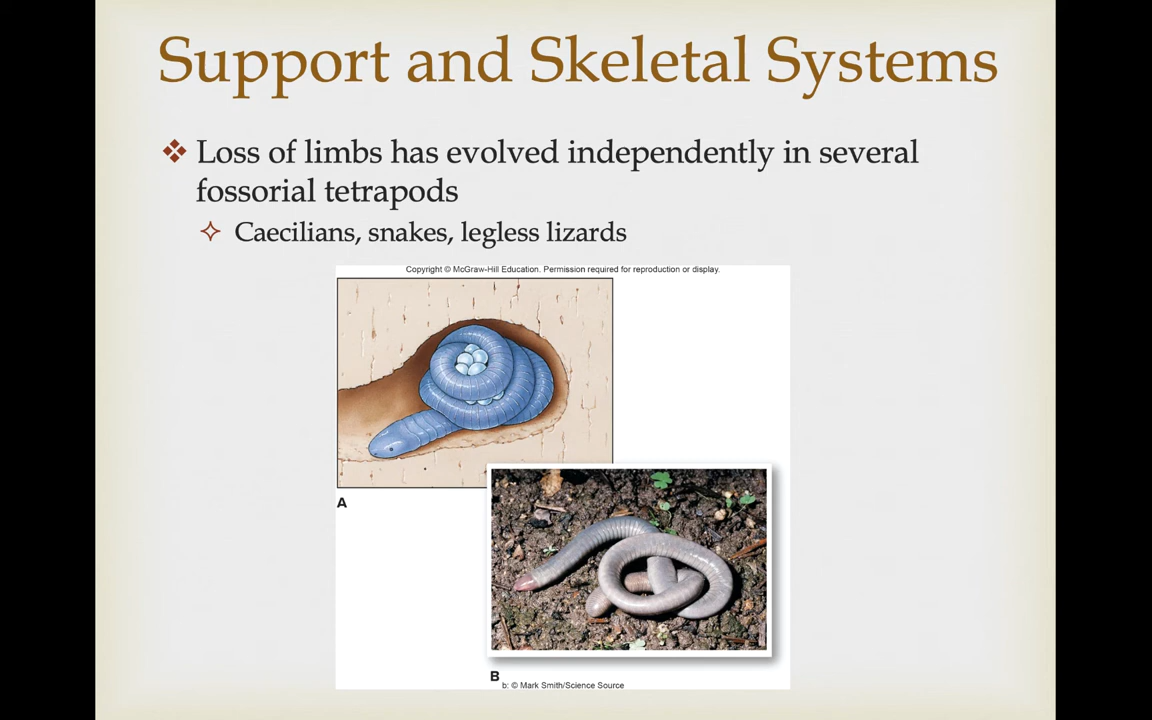 Support and Skeletal Systems
Loss of limbs has evolved independently in several
fossorial tetrapods
Caecilians, snakes, legless lizards
Copyright © McGraw-Hill Education. Permission required for reproduction or display.
A
B
b: © Mark Smith/Science Source